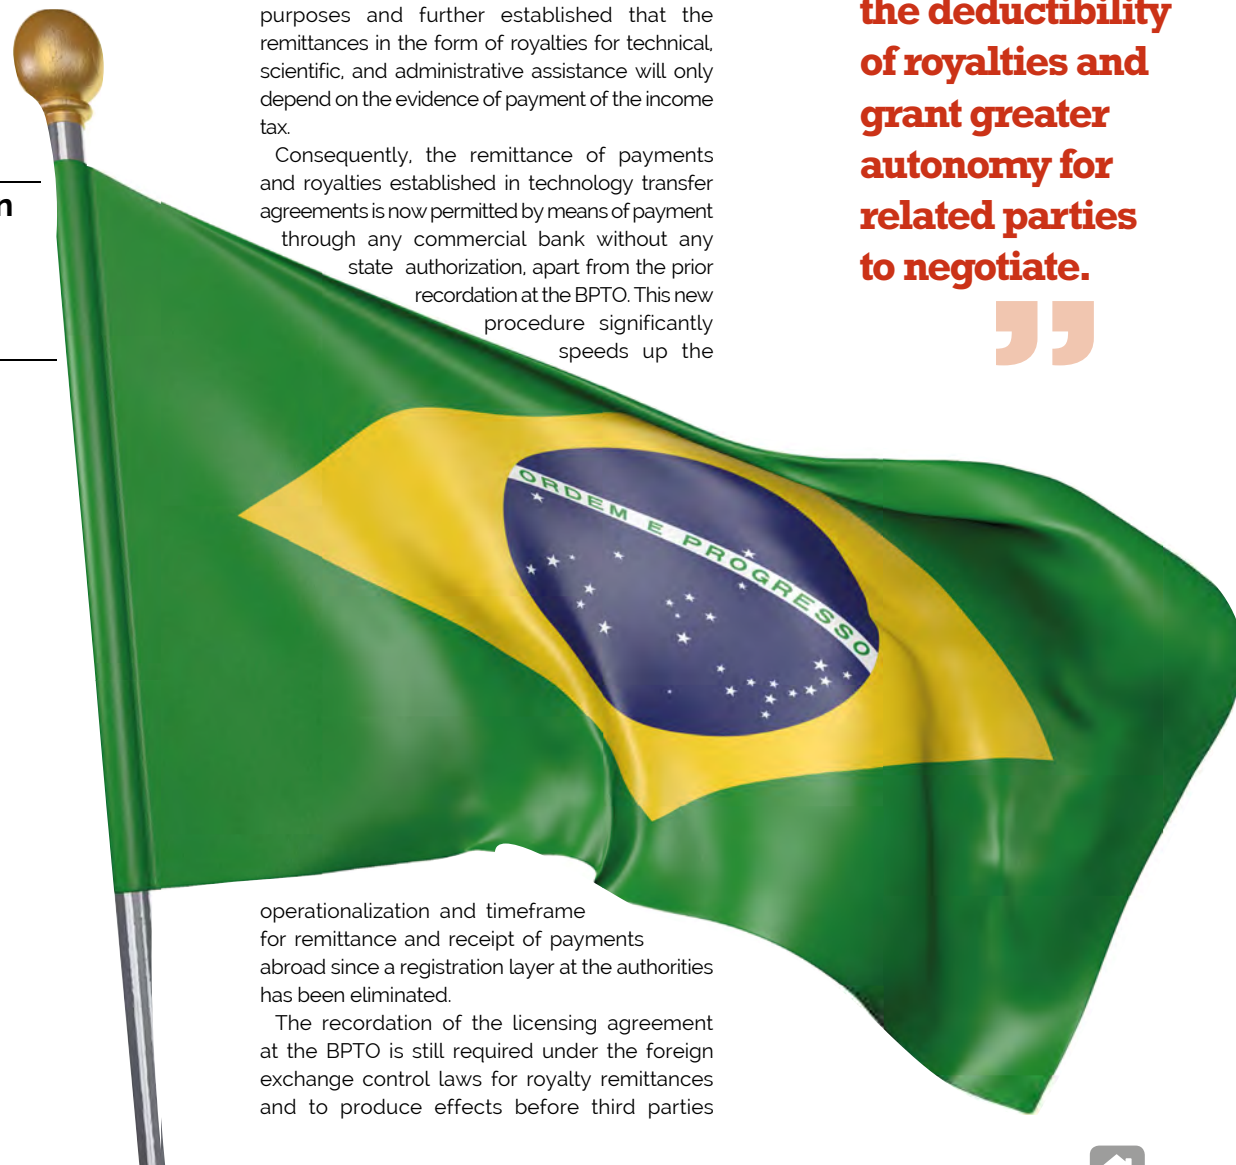 purposes and further established that the
remittances in the form of royalties for technical,
scientific, and administrative assistance will only
depend on the evidence of payment of the income
tax.
Consequently, the remittance of payments
and royalties established in technology transfer
agreements is now permitted by means of payment
through any commercial bank without any
state authorization, apart from the prior
recordation at the BPTO. This new
procedure significantly
speeds up the
ORDEM E PROGRESSO
operationalization and timeframe
for remittance and receipt of payments
abroad since a registration layer at the authorities
has been eliminated.
The recordation of the licensing agreement
at the BPTO is still required under the foreign
exchange control laws for royalty remittances
and to produce effects before third parties
the deductibility
of royalties and
grant greater
autonomy for
related parties
to negotiate.
”